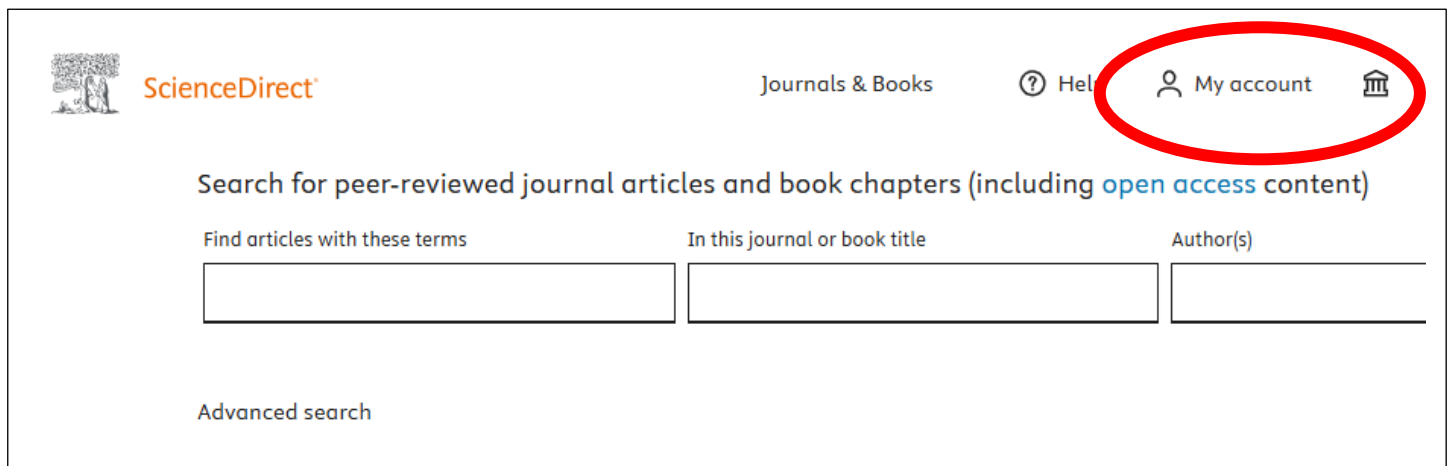 ScienceDirect®
Journals & Books
Help
My account
Search for peer-reviewed journal articles and book chapters (including open access content)
Find articles with these terms
In this journal or book title
Author(s)
Advanced search